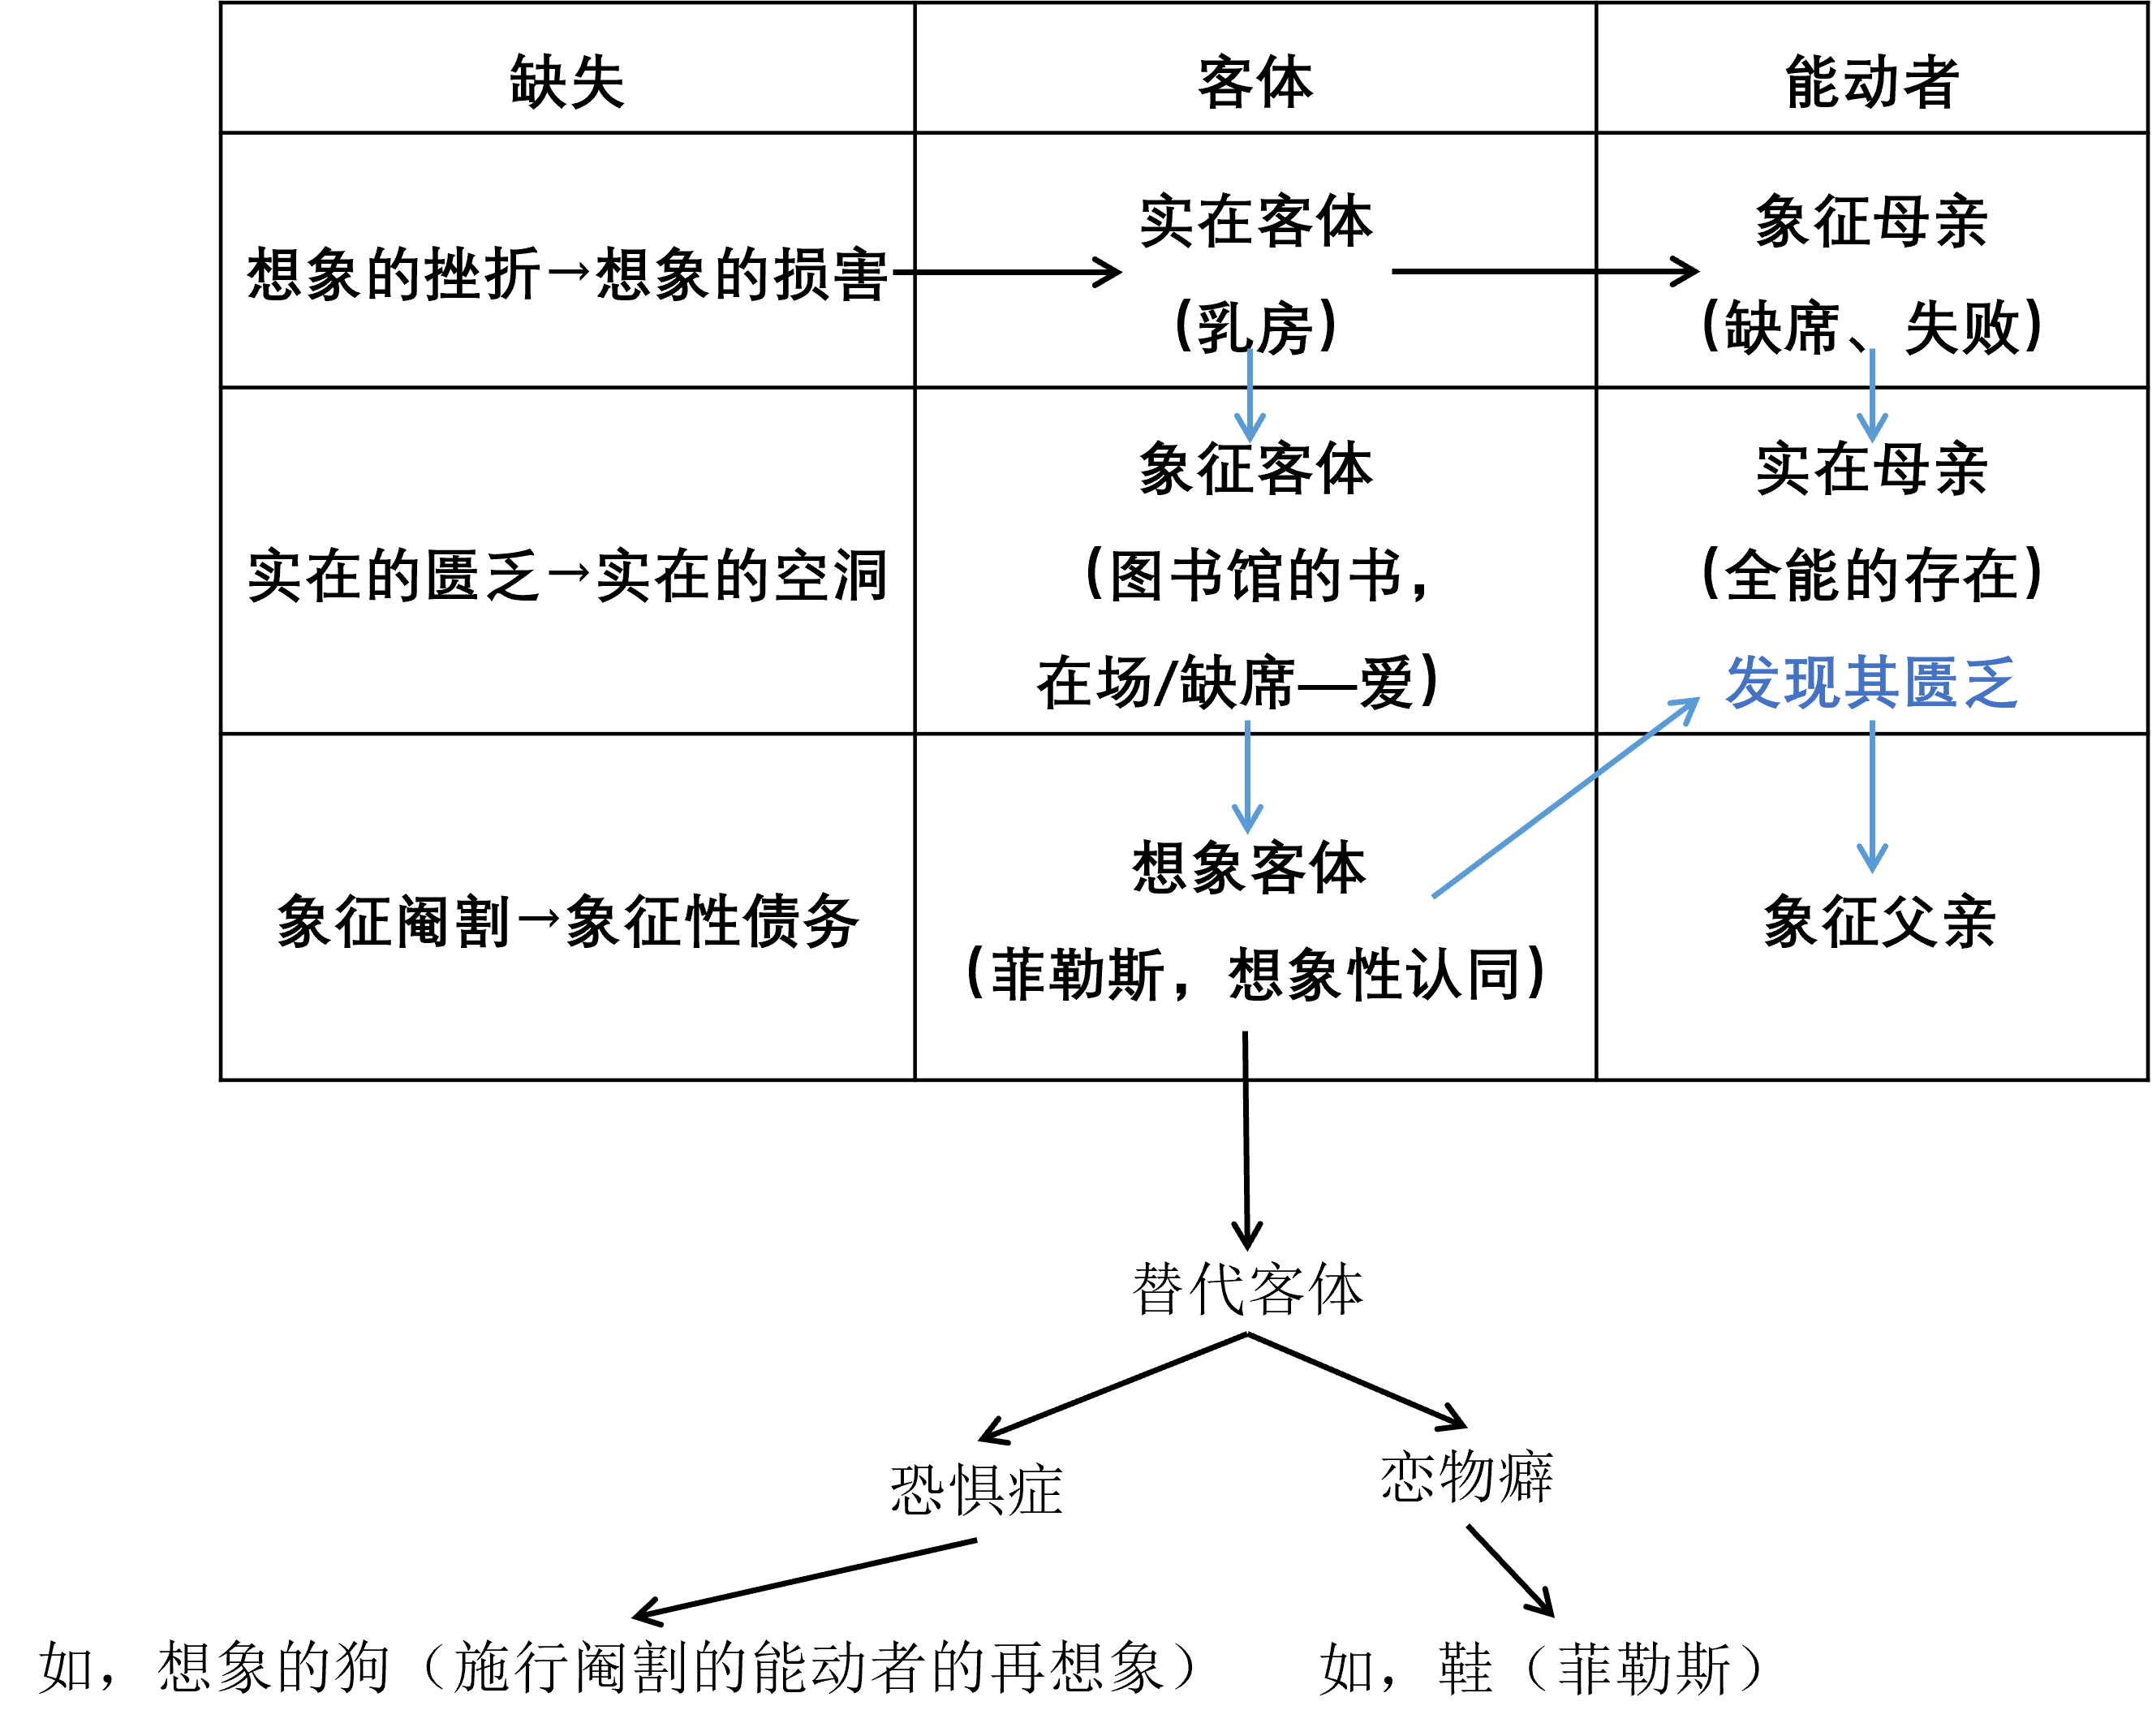 缺失
客体
能动者
想象的挫折→想象的损害
实在客体
(乳房)
象征母亲
(缺席、失败)
实在的匮乏→实在的空洞
象征客体
(图书馆的书，
在场/缺席—爱)
实在母亲
(全能的存在)
发现其匮乏
象征阉割→象征性债务
想象客体
(菲勒斯，想象性认同)
象征父亲
替代客体
恐惧症
恋物癖
如，想象的狗（施行阉割的能动者的再想象）
如，鞋（菲勒斯）